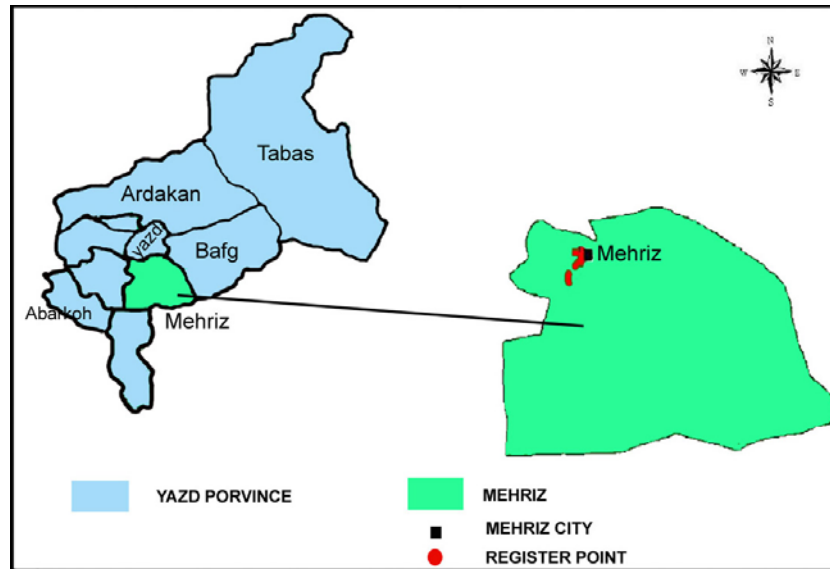 N
W E
S
Tabas
Ardakan
yazd
Bafg
Mehriz
Abarkoh
Mehriz
YAZD PORVINCE
MEHRIZ
MEHRIZ CITY
REGISTER POINT